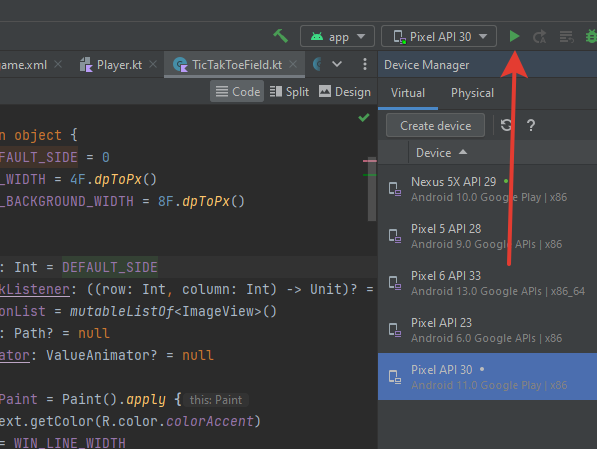 app
Pixel API 30
game.xml
Player.kt
TicTakToeField.kt
Device Manager
Code
Split
Design
Virtual
Physical
Create device
?
Device
n object {
FAULT_SIDE = 0
_WIDTH = 4F.dpToPx()
_BACKGROUND_WIDTH = 8F.dpToPx()
: Int = DEFAULT_SIDE
kListener: ((row: Int, column: Int) -> Unit)? =
onList = mutableListOf<ImageView>()
: Path? = null
ator: ValueAnimator? = null
Paint = Paint().apply { this: Paint
ext.getColor(R.color.colorAccent)
= WIN_LINE_WIDTH
Nexus 5X API 29
Android 10.0 Google Play | x86
Pixel 5 API 28
Android 9.0 Google APIs | x86
Pixel 6 API 33
Android 13.0 Google APIs | x86_64
Pixel API 23
Android 6.0 Google APIs | x86
Pixel API 30
Android 11.0 Google Play | x86